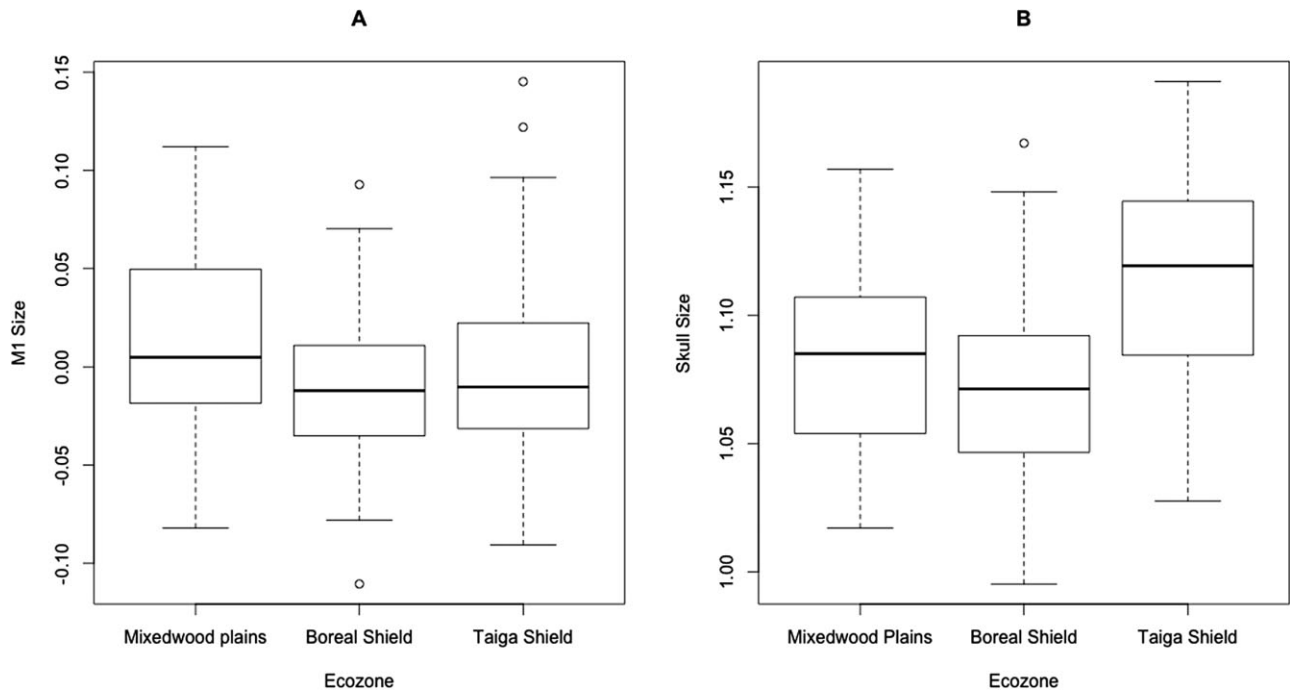 A
M1 Size
0.15
0.10
0.05
0.00
-0.05
-0.10
Mixedwood plains
Boreal Shield
Taiga Shield
Ecozone
B
Skull Size
1.15
1.10
1.05
1.00
Mixedwood Plains
Boreal Shield
Taiga Shield
Ecozone